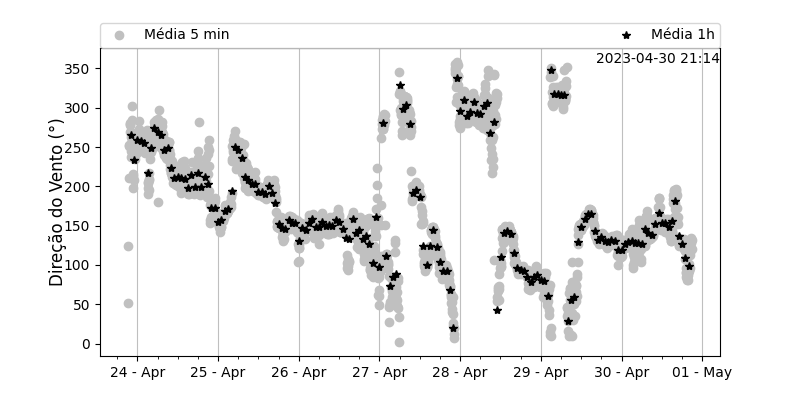 Média 5 min
Média 1h
2023-04-30 21:14
Direção do Vento (°)
350
300
250
200
150
100
50
0
24 - Apr
25 - Apr
26 - Apr
27 - Apr
28 - Apr
29 - Apr
30 - Apr
01 - May